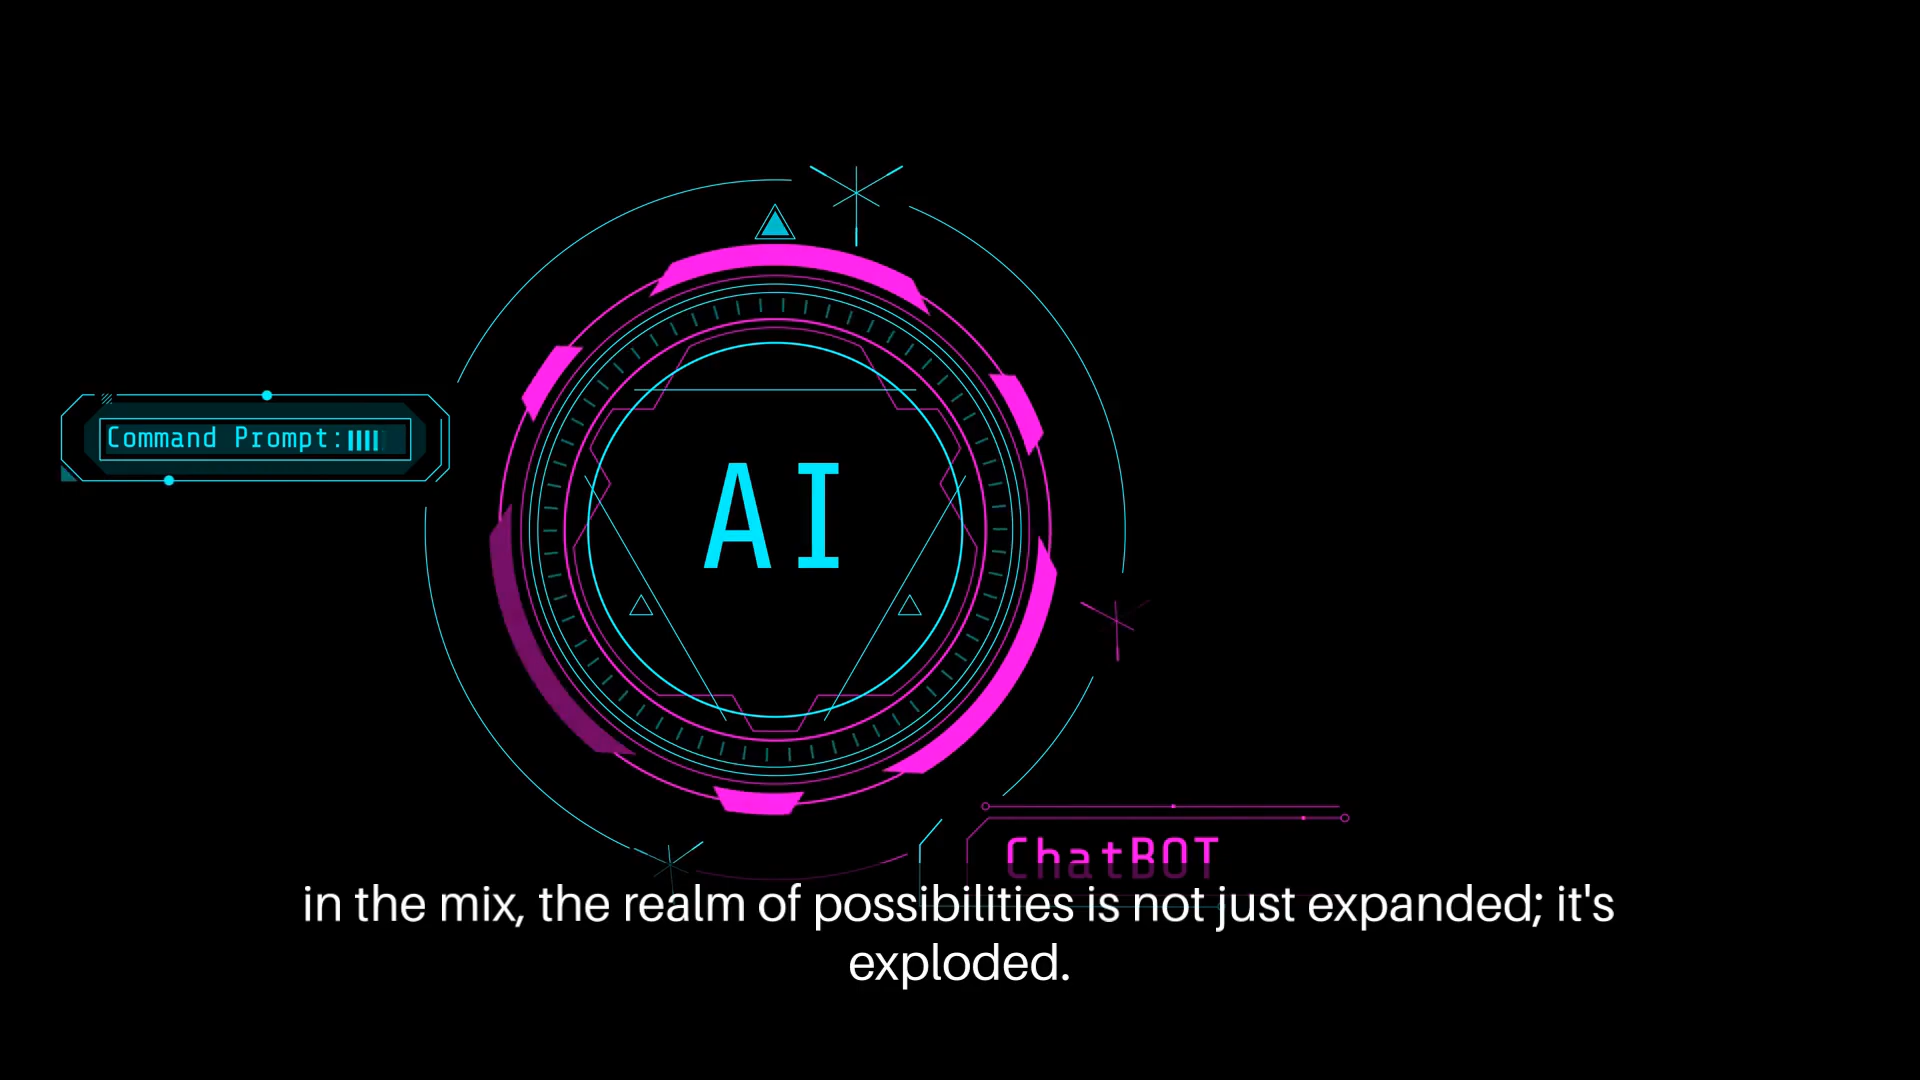 Command Prompt:
AI
ChatBOT
in the mix, the realm of possibilities is not just expanded; it's
exploded.